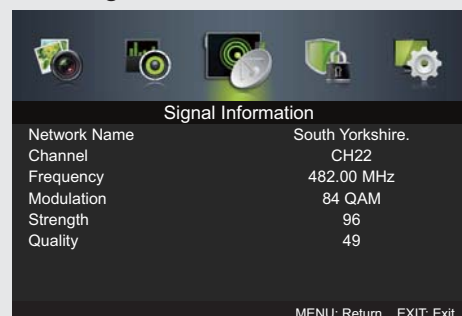 Signal Information
Network Name South Yorkshire.
Channel CH22
Frequency 482.00 MHz
Modulation 84 QAM
Strength 96
Quality 49
MENU: Return EXIT: Exit